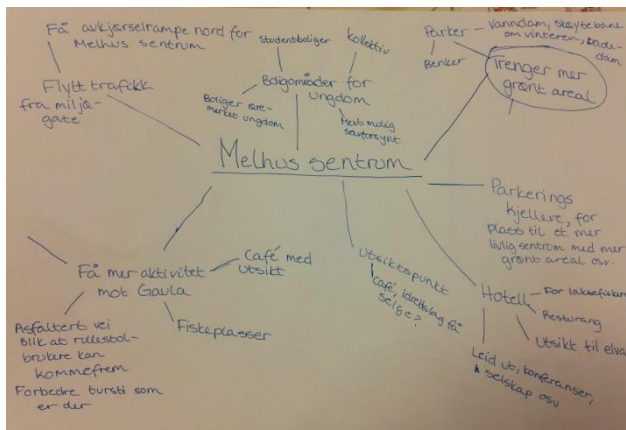 Få avkjørselrampe nord for
Melhus sentrum
Flytt trafikk
fra miljø-
gate.
studentboliger
kollektiv
Boligområder for
ungdom
Boliger øre-
merket ungdom
Mest mulig
selvforsynt
Parker
Benker
vanndam, skøytebane
om vinteren, bade-
dam
Trenger mer
grønt areal
Melhus sentrum
Parkerings
kjellere, for
plass til et mer
livlig sentrum med mer
grønt areal osv.
Få mer aktivitet
mot Gaula
Café med
utsikt
Fiskeplasser
Asfaltert vei
slik at rullestol-
brukere kan
komme frem.
Forbedre tursti som
er der
Utsiktspunkt
Café, idrettslag få
selge?
Hotell
For laksefiskere
Resturang
Utsikt til elva
Leid ut, konferanser,
selskap osv